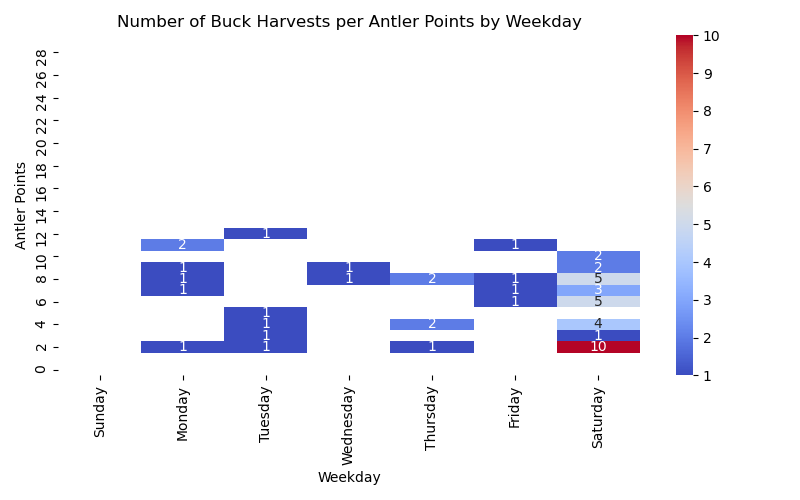 Number of Buck Harvests per Antler Points by Weekday
10
28
9
26
24
8
22
20
7
18
6
16
14
5
12
1
2 1
10
2
4
1 1 2
8
1 1 2 1 5
3
1 1 3
6
1 5
1
4
1 2 4
2
1 1
2
1 1 1 10
0
1
Antler Points
Sunday
Monday
Tuesday
Wednesday
Thursday
Friday
Saturday
Weekday